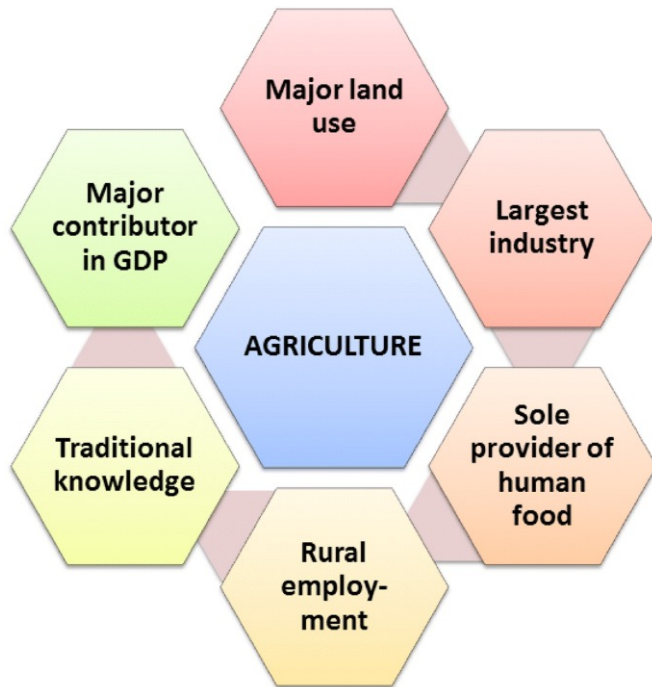 Major land
use
Largest
industry
Sole
provider of
human
food
Rural
employ-
ment
Traditional
knowledge
Major
contributor
in GDP
AGRICULTURE